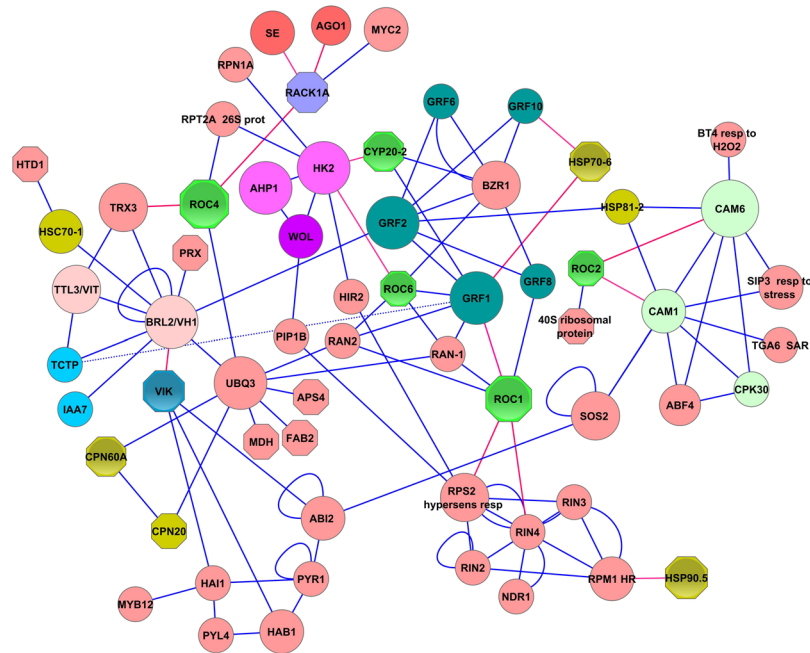 SE
AGO1
MYC2
RPN1A
RACK1A
GRF6
GRF10
RPT2A 26S prot
BT4 resp to
H2O2
HTD1
HK2
CYP20-2
HSP70-6
AHP1
BZR1
TRX3
ROC4
HSP81-2
CAM6
HSC70-1
WOL
GRF2
PRX
ROC2
TTL3/VIT
ROC6
GRF8
SIP3 resp to
stress
HIR2
GRF1
BRL2/VH1
CAM1
40S ribosomal
protein
PIP1B
RAN2
RAN-1
TGA6 SAR
TCTP
UBQ3
VIK
APS4
ROC1
CPK30
IAA7
ABF4
SOS2
MDH
FAB2
CPN60A
RPS2
hypersens resp
RIN3
ABI2
CPN20
RIN4
RIN2
RPM1 HR
HSP90.5
HAI1
PYR1
NDR1
MYB12
PYL4
HAB1